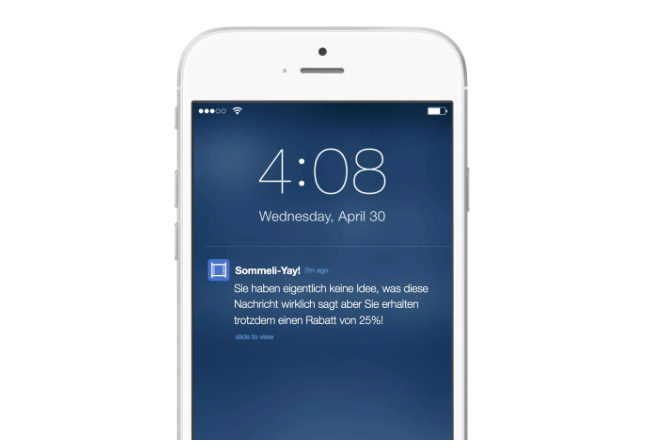 4:08
Wednesday, April 30
Sommeli-Yay! 2m ago
Sie haben eigentlich keine Idee, was diese
Nachricht wirklich sagt aber Sie erhalten
trotzdem einen Rabatt von 25%!
slide to view